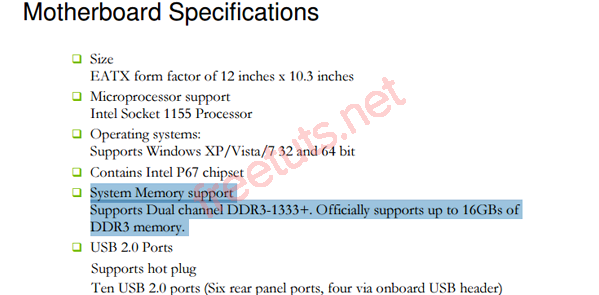 Motherboard Specifications
Size
EATX form factor of 12 inches x 10.3 inches
Microprocessor support
Intel Socket 1155 Processor
Operating systems:
Supports Windows XP/Vista/7 32 and 64 bit
Contains Intel P67 chipset
System Memory support
Supports Dual channel DDR3-1333+. Officially supports up to 16GBs of
DDR3 memory.
USB 2.0 Ports
Supports hot plug
Ten USB 2.0 ports (Six rear panel ports, four via onboard USB header)
freetuts.net